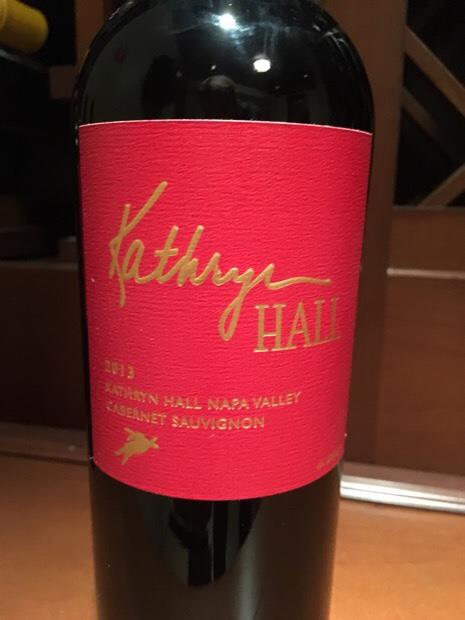 Kathryn
HALL
2013
KATHRYN HALL NAPA VALLEY
CABERNET SAUVIGNON